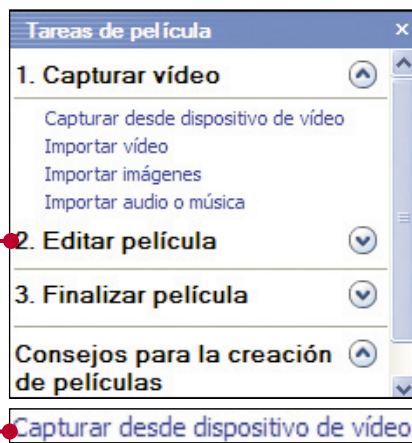 Tareas de película
1. Capturar vídeo
Capturar desde dispositivo de vídeo
Importar vídeo
Importar imágenes
Importar audio o música
2. Editar película
3. Finalizar película
Consejos para la creación
de películas
Capturar desde dispositivo de vídeo